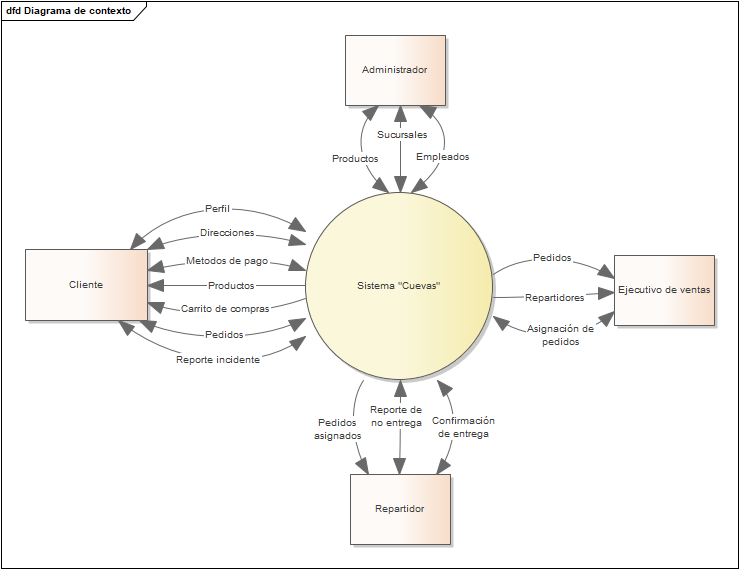 dfd Diagrama de contexto
Administrador
Sucursales
Productos
Empleados
Perfil
Direcciones
Metodos de pago
Productos
Carrito de compras
Pedidos
Reporte incidente
Cliente
Sistema "Cuevas"
Pedidos
Repartidores
Asignación de
pedidos
Ejecutivo de ventas
Pedidos
asignados
Reporte de
no entrega
Confirmación
de entrega
Repartidor